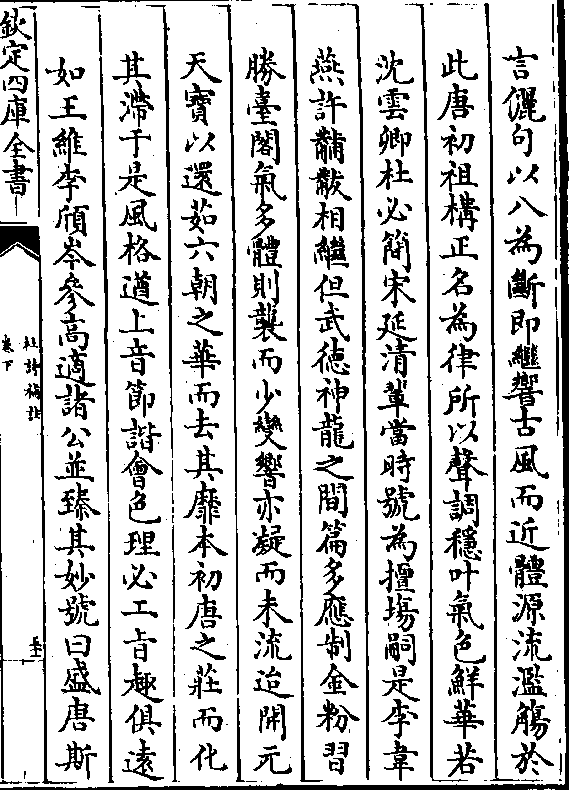 言儷句以八為斷即繼響古風而近體源流濫觴於
此唐初祖構正名為律所以聲調穩叶氣色鮮華若
沈雲卿杜必簡宋延清輩當時號為擅場嗣是李韋
燕許黼黻相繼但武德神龍之間篇多應制金粉習
勝臺閣氣多體則襲而少變響亦凝而未流迨開元
天寶以還茹六朝之華而去其靡本初唐之莊而化
其滯于是風格遒上音節諧會色理必工旨趣俱遠
如王維李頎岑參高適諸公並臻其妙號曰盛唐斯
欽定四庫全書
卷下